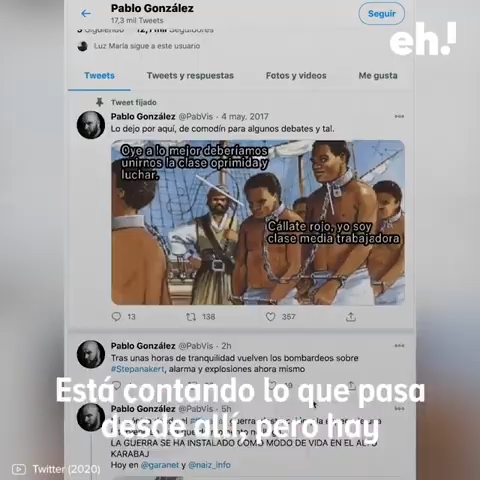 Pablo González
17,3 mil Tweets
Seguir
eh!
Siguiendo
Seguidores
Luz María sigue a este usuario
Tweets
Tweets y respuestas
Fotos y videos
Me gusta
Tweet fijado
Pablo González @PabVis · 4 may. 2017
Lo dejo por aquí, de comodín para algunos debates y tal.
Oye a lo mejor deberíamos
unirnos la clase oprimida y
luchar.
Cállate rojo, yo soy
clase media trabajadora
13
138
357
Pablo González @PabVis · 2h
Tras unas horas de tranquilidad vuelven los bombardeos sobre
#Stepanakert, alarma y explosiones ahora mismo
Está contando lo que pasa
desde allí, pero hay
Pablo González @PabVis · 5h
LA GUERRA SE HA INSTALADO COMO MODO DE VIDA EN EL ALTO
KARABAJ
Hoy en @garanet y @naiz_info
Twitter (2020)